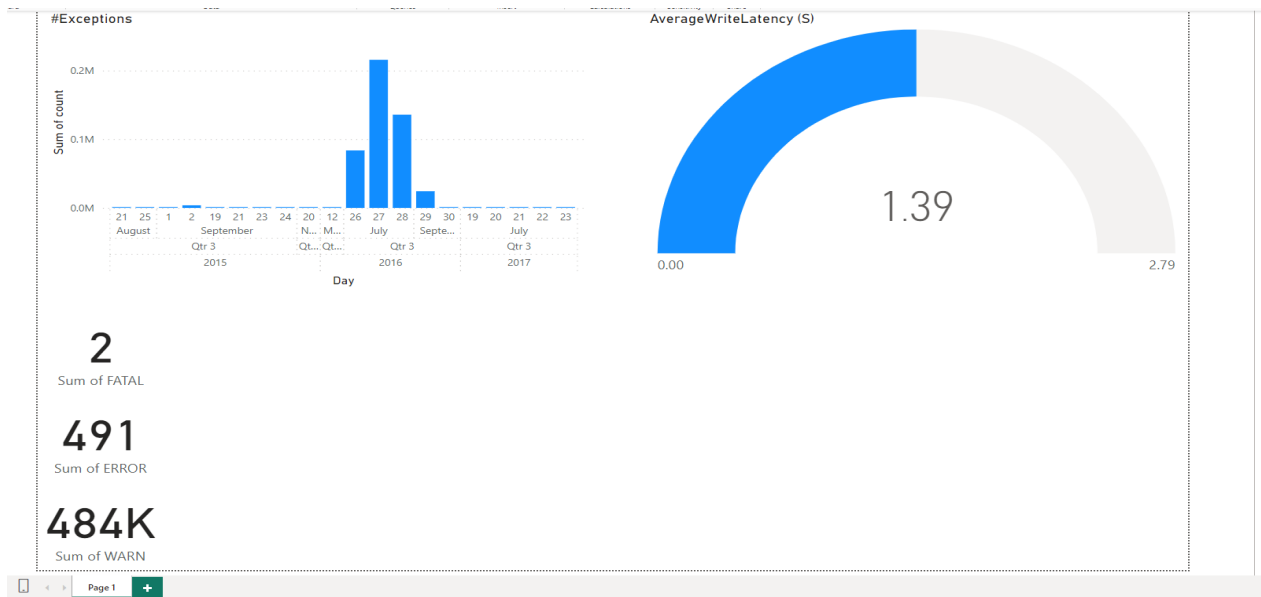 #Exceptions
Sum of count
0.2M
0.1M
0.0M
21 25 1 2 19 21 23 24 20 12 26 27 28 29 30 19 20 21 22 23
August September N... M... July Septe... July
Qtr 3 Qt... Qt... Qtr 3 Qtr 3
2015 2016 2017
Day
AverageWriteLatency (S)
1.39
0.00 2.79
2
Sum of FATAL
491
Sum of ERROR
484K
Sum of WARN
Page 1
+